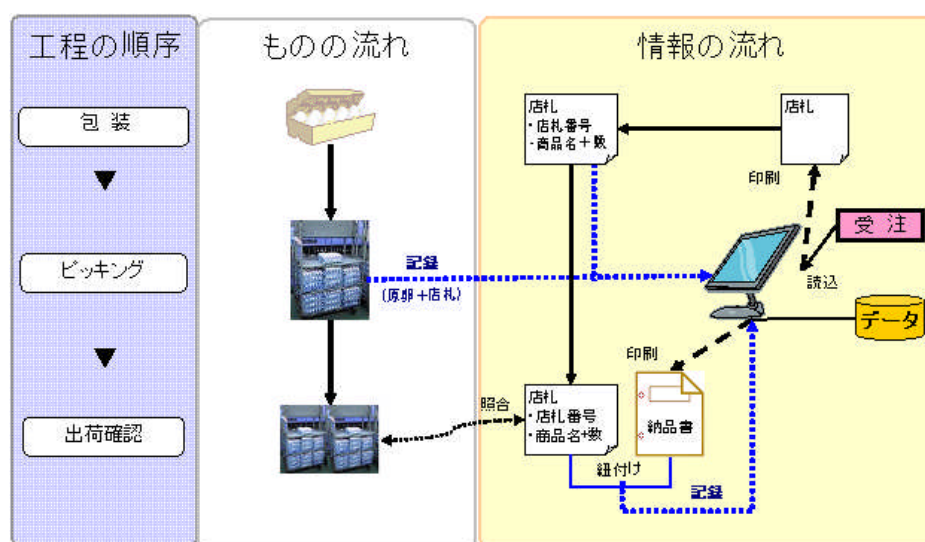 工程の順序
ものの流れ
情報の流れ
包装
ピッキング
出荷確認
記録
(原卵+店札)
照合
店札
・店札番号
・商品名+数
店札
印刷
受注
読込
データ
印刷
店札
・店札番号
・商品名+数
納品書
紐付け
記録